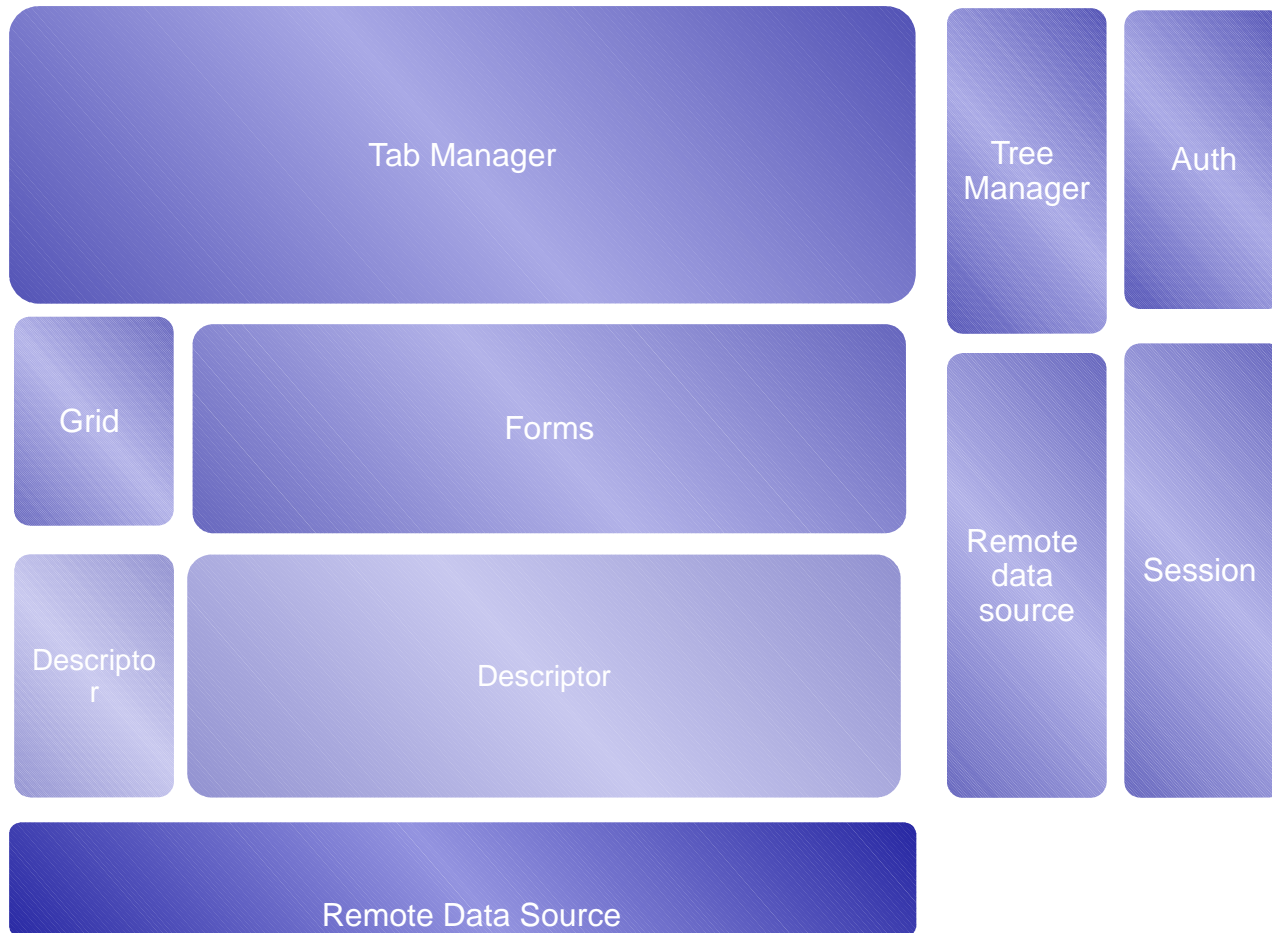 Tab Manager
Tree
Manager
Auth
Grid
Forms
Remote
data
source
Session
Descripto
r
Descriptor
Remote Data Source